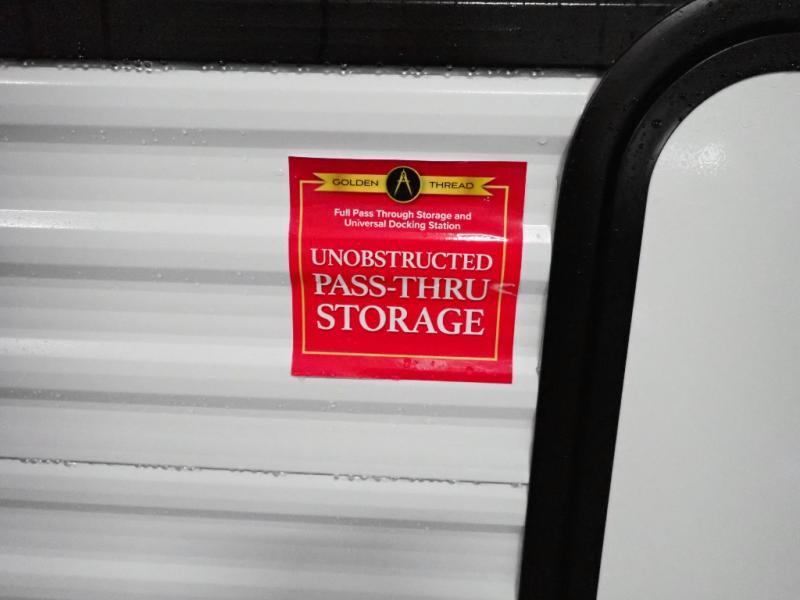 GOLDEN THREAD
Full Pass Through Storage and
Universal Docking Station
UNOBSTRUCTED
PASS-THRU
STORAGE